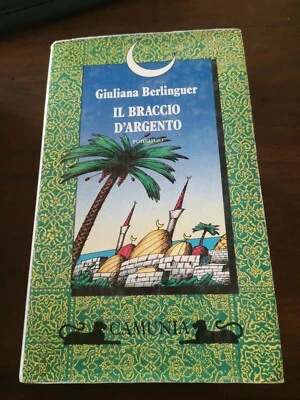 Giuliana Berlinguer
IL BRACCIO
D'ARGENTO
romanzo
CAMUNIA